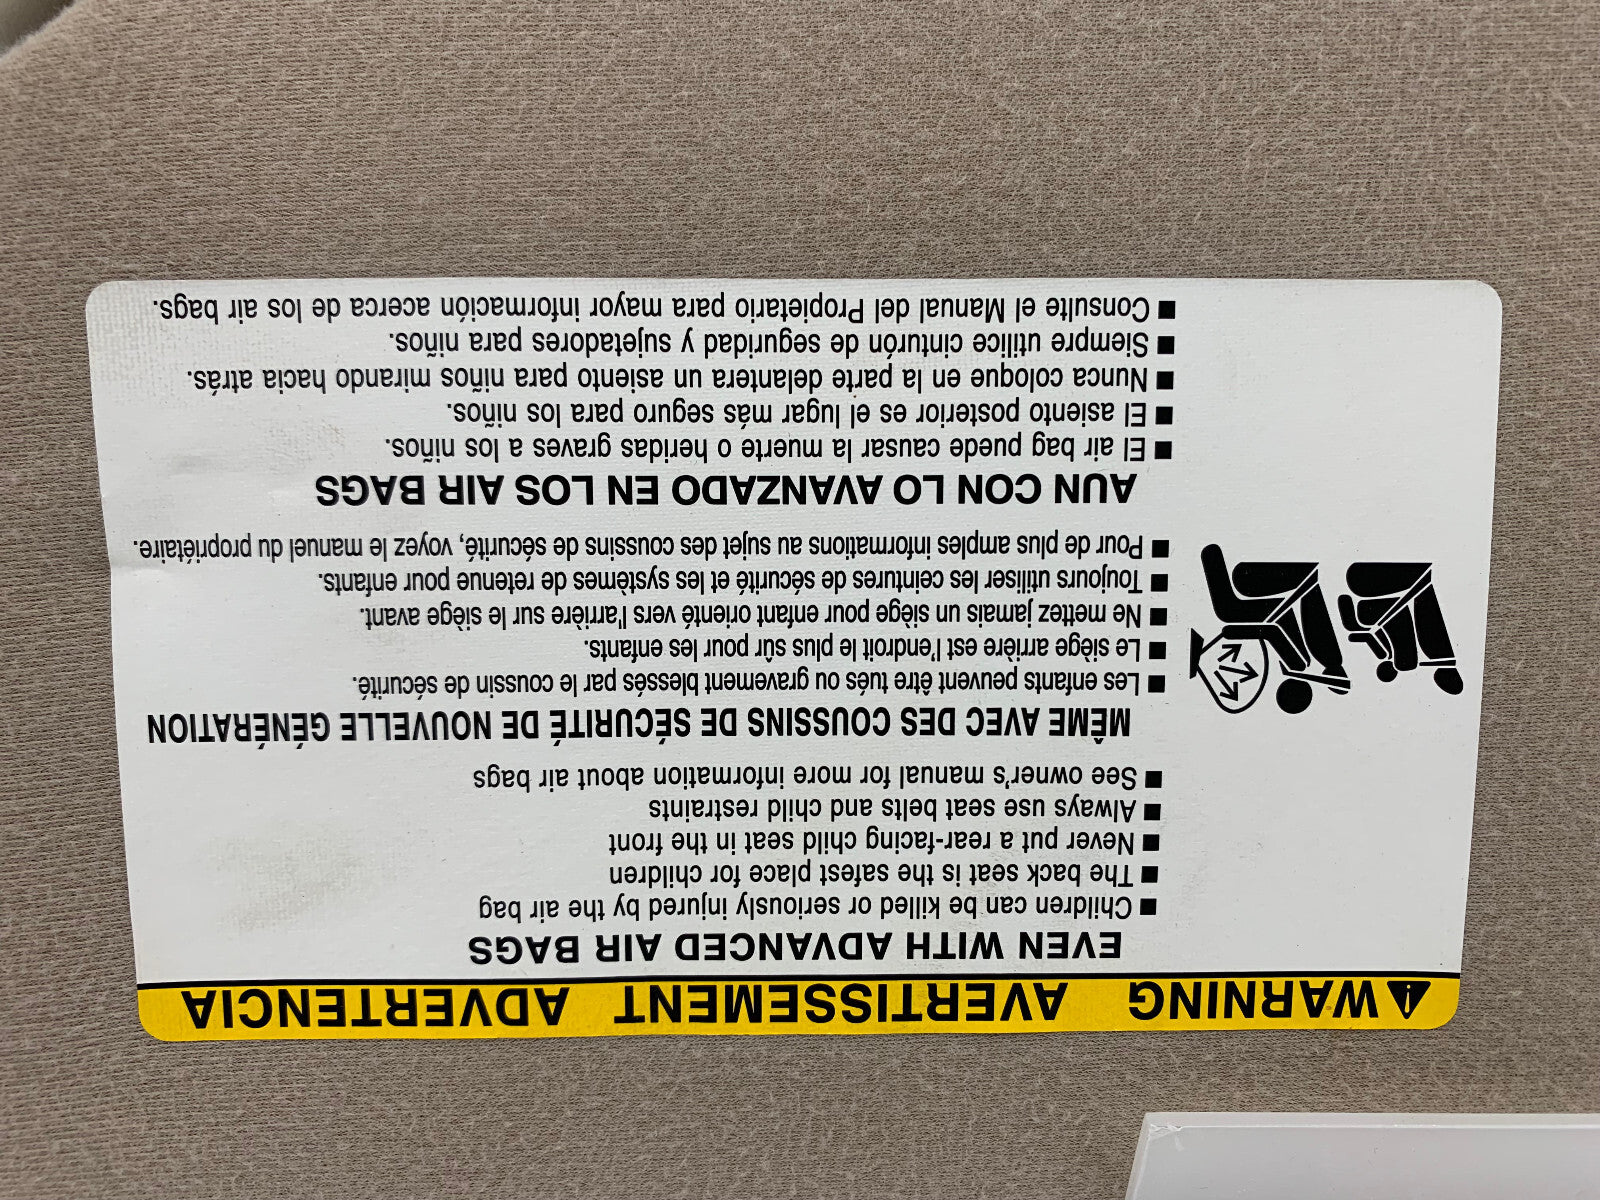 WARNING AVERTISSEMENT ADVERTENCIA
EVEN WITH ADVANCED AIR BAGS
■ Children can be killed or seriously injured by the air bag
■ The back seat is the safest place for children
■ Never put a rear-facing child seat in the front
■ Always use seat belts and child restraints
■ See owner's manual for more information about air bags
MÊME AVEC DES COUSSINS DE SÉCURITÉ DE NOUVELLE GÉNÉRATION
■ Les enfants peuvent être tués ou gravement blessés par le coussin de sécurité.
■ Le siège arrière est l'endroit le plus sûr pour les enfants.
■ Ne mettez jamais un siège pour enfant orienté vers l'arrière sur le siège avant.
■ Toujours utiliser les ceintures de sécurité et les systèmes de retenue pour enfants.
■ Pour de plus amples informations au sujet des coussins de sécurité, voyez le manuel du propriétaire.
AUN CON LO AVANZADO EN LOS AIR BAGS
■ El air bag puede causar la muerte o heridas graves a los niños.
■ El asiento posterior es el lugar más seguro para los niños.
■ Nunca coloque en la parte delantera un asiento para niños mirando hacia atrás.
■ Siempre utilice cinturón de seguridad y sujetadores para niños.
■ Consulte el Manual del Propietario para mayor información acerca de los air bags.